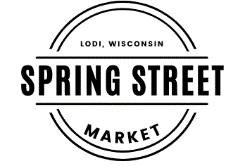 LODI, WISCONSIN
SPRING STREET
MARKET